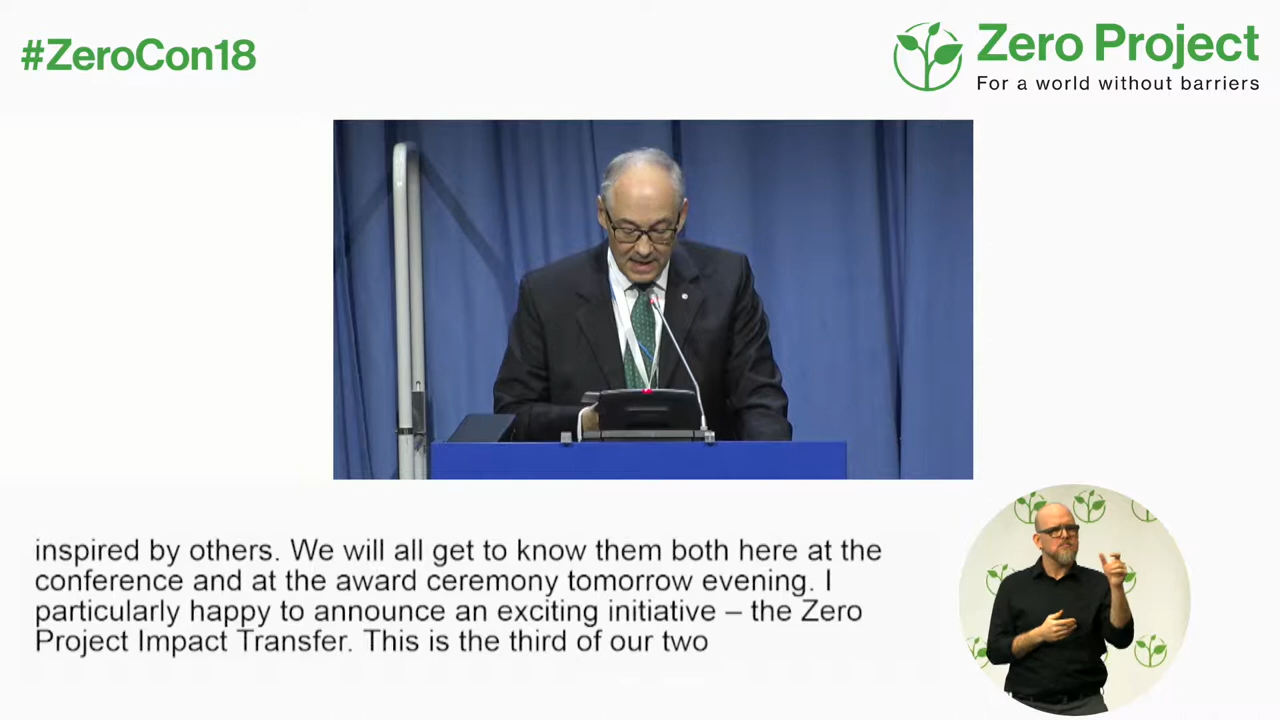 #ZeroCon18
Zero Project
For a world without barriers
inspired by others. We will all get to know them both here at the
conference and at the award ceremony tomorrow evening. I
particularly happy to announce an exciting initiative – the Zero
Project Impact Transfer. This is the third of our two